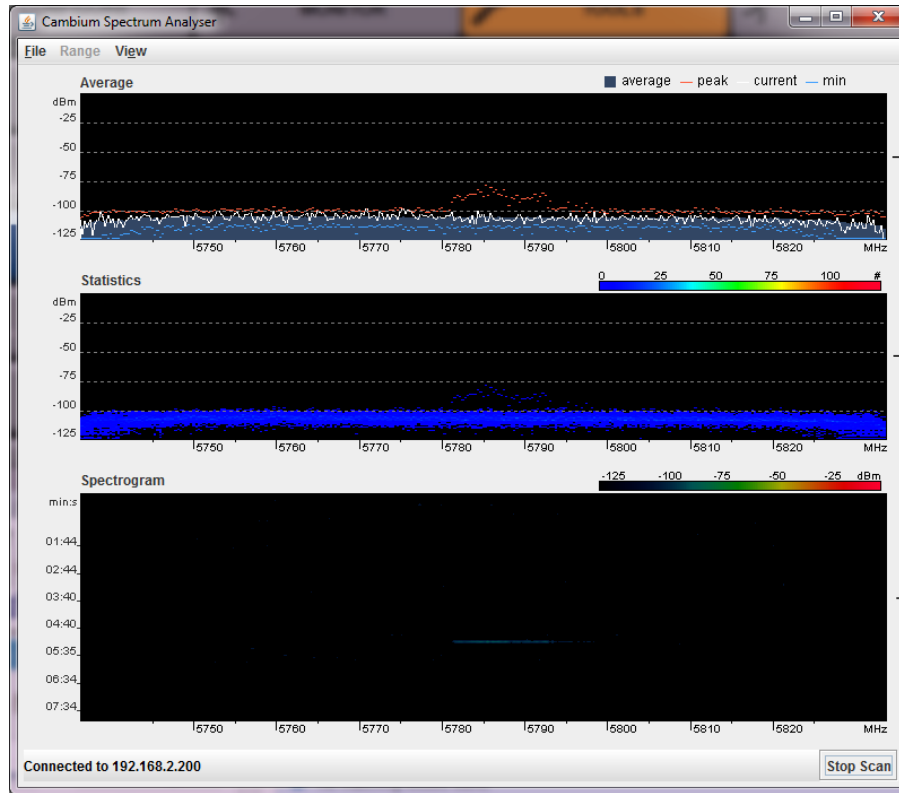 MONITOR TOOLS
Cambium Spectrum Analyser
File Range View
Average
average peak current min
dBm
-25
-50
-75
-100
-125
5750 5760 5770 5780 5790 5800 5810 5820 MHz
Statistics
0 25 50 75 100 #
dBm
-25
-50
-75
-100
-125
5750 5760 5770 5780 5790 5800 5810 5820 MHz
Spectrogram
-125 -100 -75 -50 -25 dBm
min:s
01:44
02:44
03:40
04:40
05:35
06:34
07:34
5750 5760 5770 5780 5790 5800 5810 5820 MHz
Connected to 192.168.2.200
Stop Scan